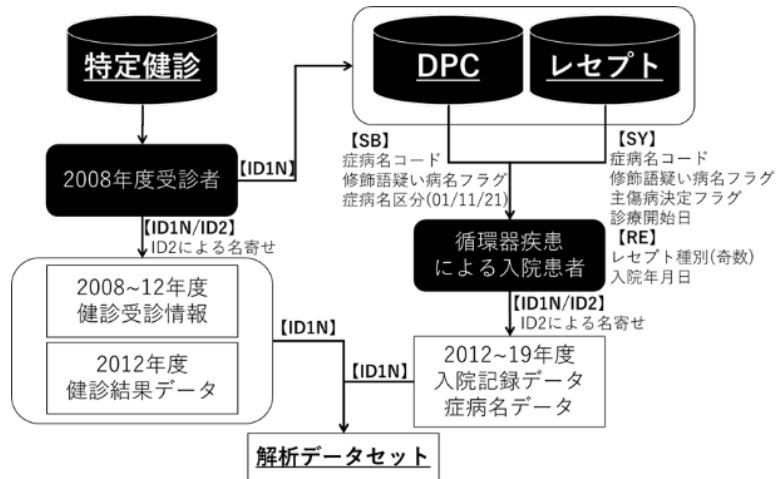 特定健診
DPC
レセプト
【ID1N】
2008年度受診者
【SB】
症病名コード
修飾語疑い病名フラグ
症病名区分(01/11/21)
【SY】
症病名コード
修飾語疑い病名フラグ
主傷病決定フラグ
診療開始日
【RE】
レセプト種別(奇数)
入院年月日
循環器疾患
による入院患者
【ID1N/ID2】
ID2による名寄せ
2008~12年度
健診受診情報
2012年度
健診結果データ
【ID1N/ID2】
ID2による名寄せ
【ID1N】
2012~19年度
入院記録データ
症病名データ
【ID1N】
解析データセット